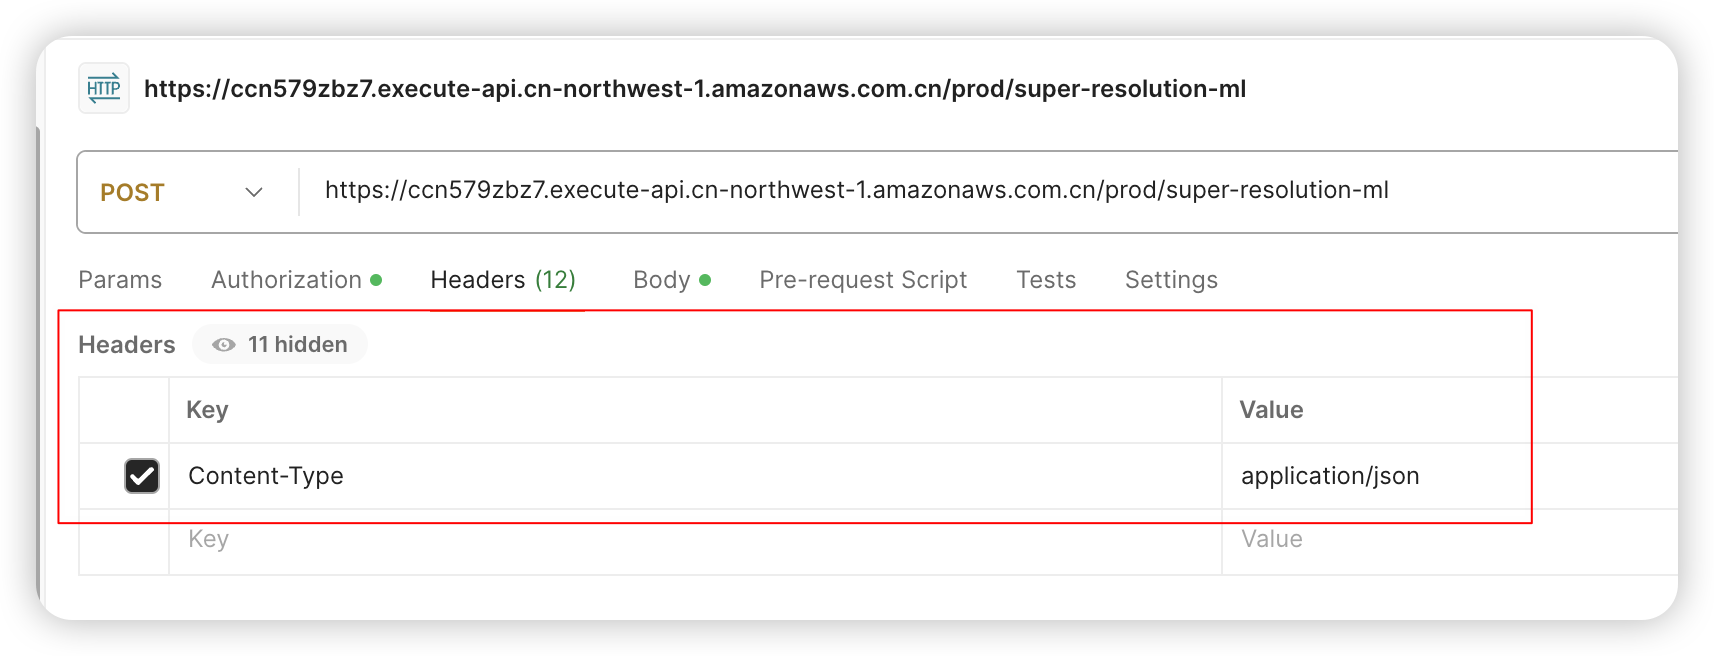 HTTP https://ccn579zbz7.execute-api.cn-northwest-1.amazonaws.com.cn/prod/super-resolution-ml
POST https://ccn579zbz7.execute-api.cn-northwest-1.amazonaws.com.cn/prod/super-resolution-ml
Params Authorization Headers (12) Body Pre-request Script Tests Settings
Headers 11 hidden
Key Value
Content-Type application/json
Key Value